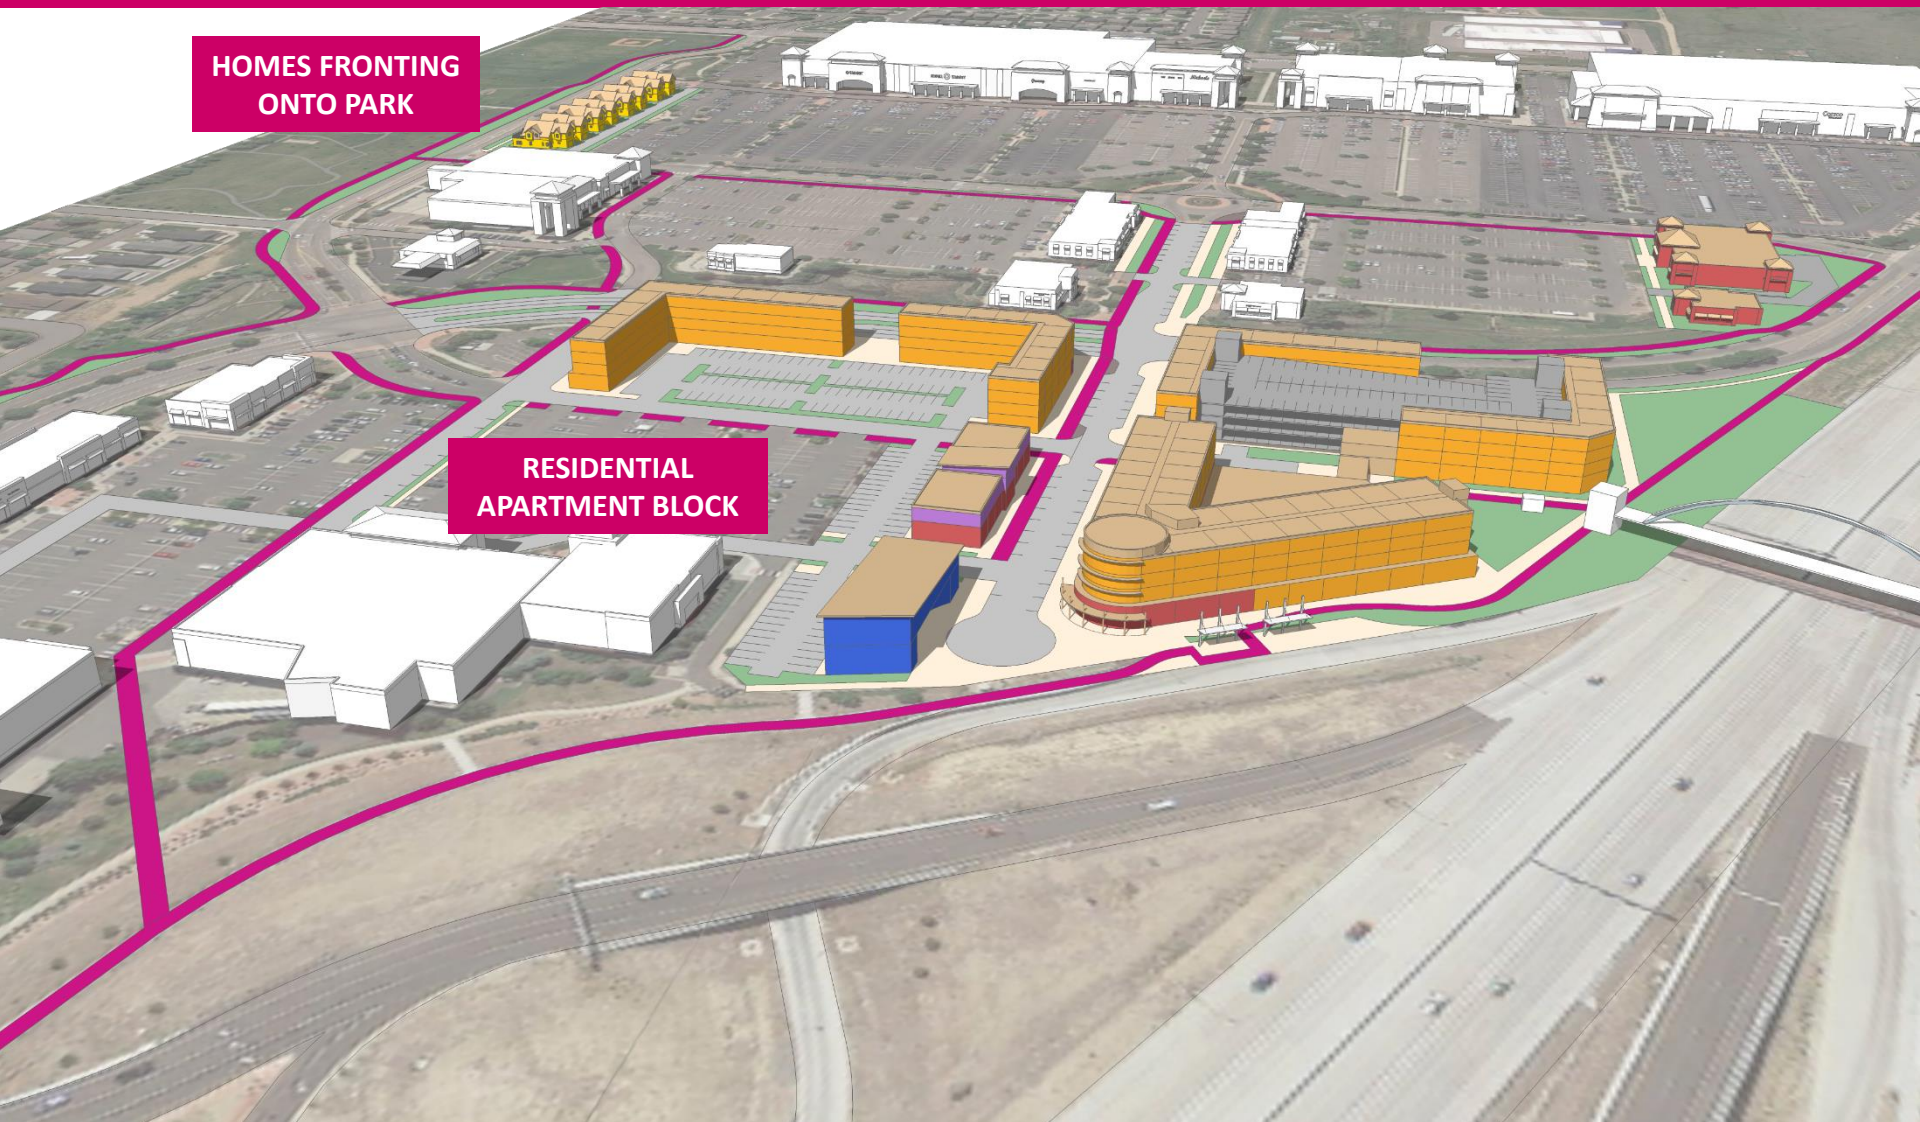 HOMES FRONTING
ONTO PARK
RESIDENTIAL
APARTMENT BLOCK